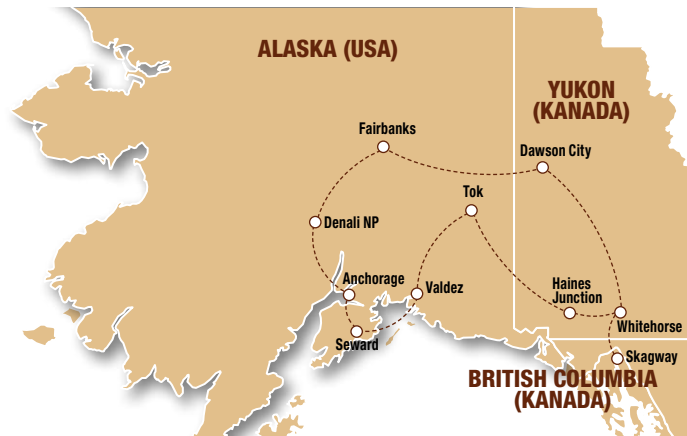 ALASKA (USA)
YUKON
(KANADA)
Fairbanks
Dawson City
Tok
Denali NP
Anchorage
Valdez
Haines
Junction
Whitehorse
Seward
Skagway
BRITISH COLUMBIA
(KANADA)